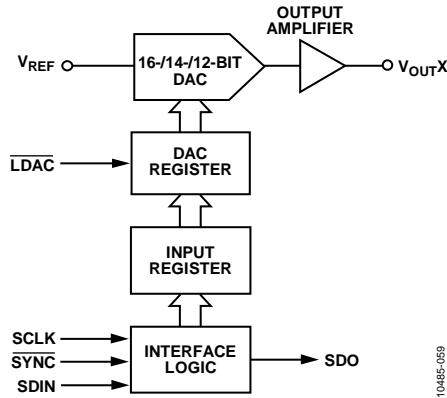 OUTPUT
AMPLIFIER
VREF
16-/14-/12-BIT
DAC
VOUTX
LDAC
DAC
REGISTER
INPUT
REGISTER
SCLK
SYNC
SDIN
INTERFACE
LOGIC
SDO
10485-059